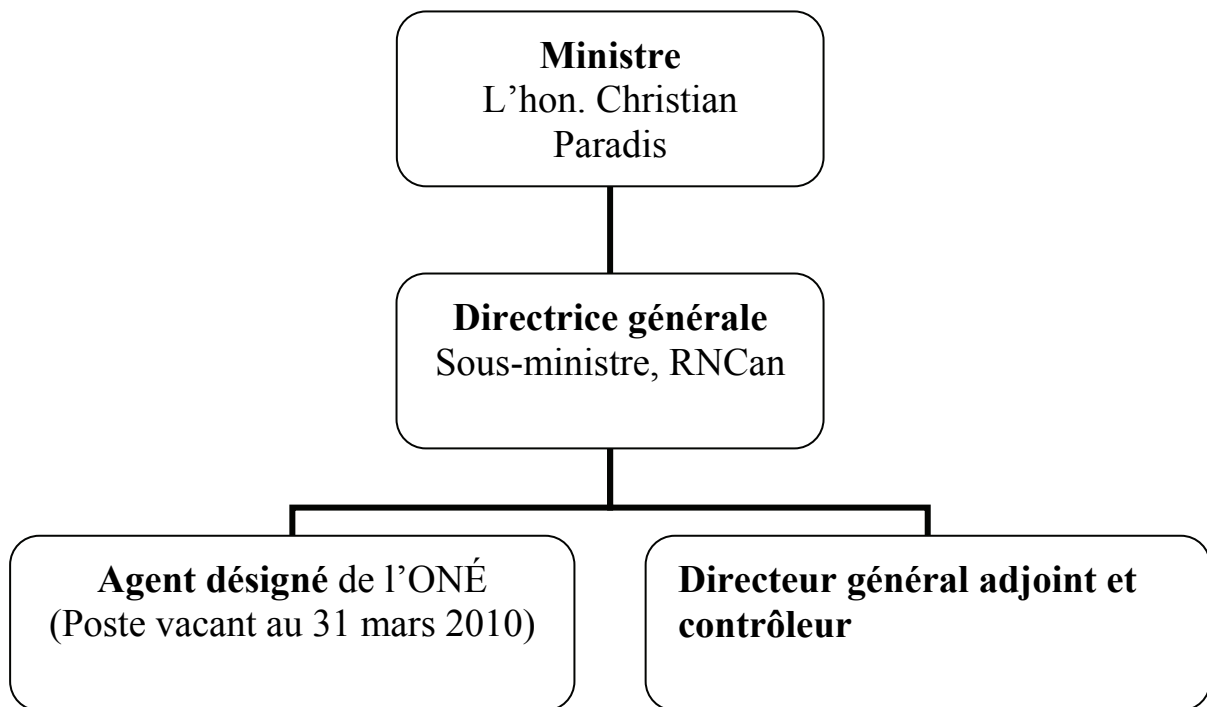 Ministre
L’hon. Christian
Paradis
Directrice générale
Sous-ministre, RNCan
Agent désigné de l’ONÉ
(Poste vacant au 31 mars 2010)
Directeur général adjoint et
contrôleur